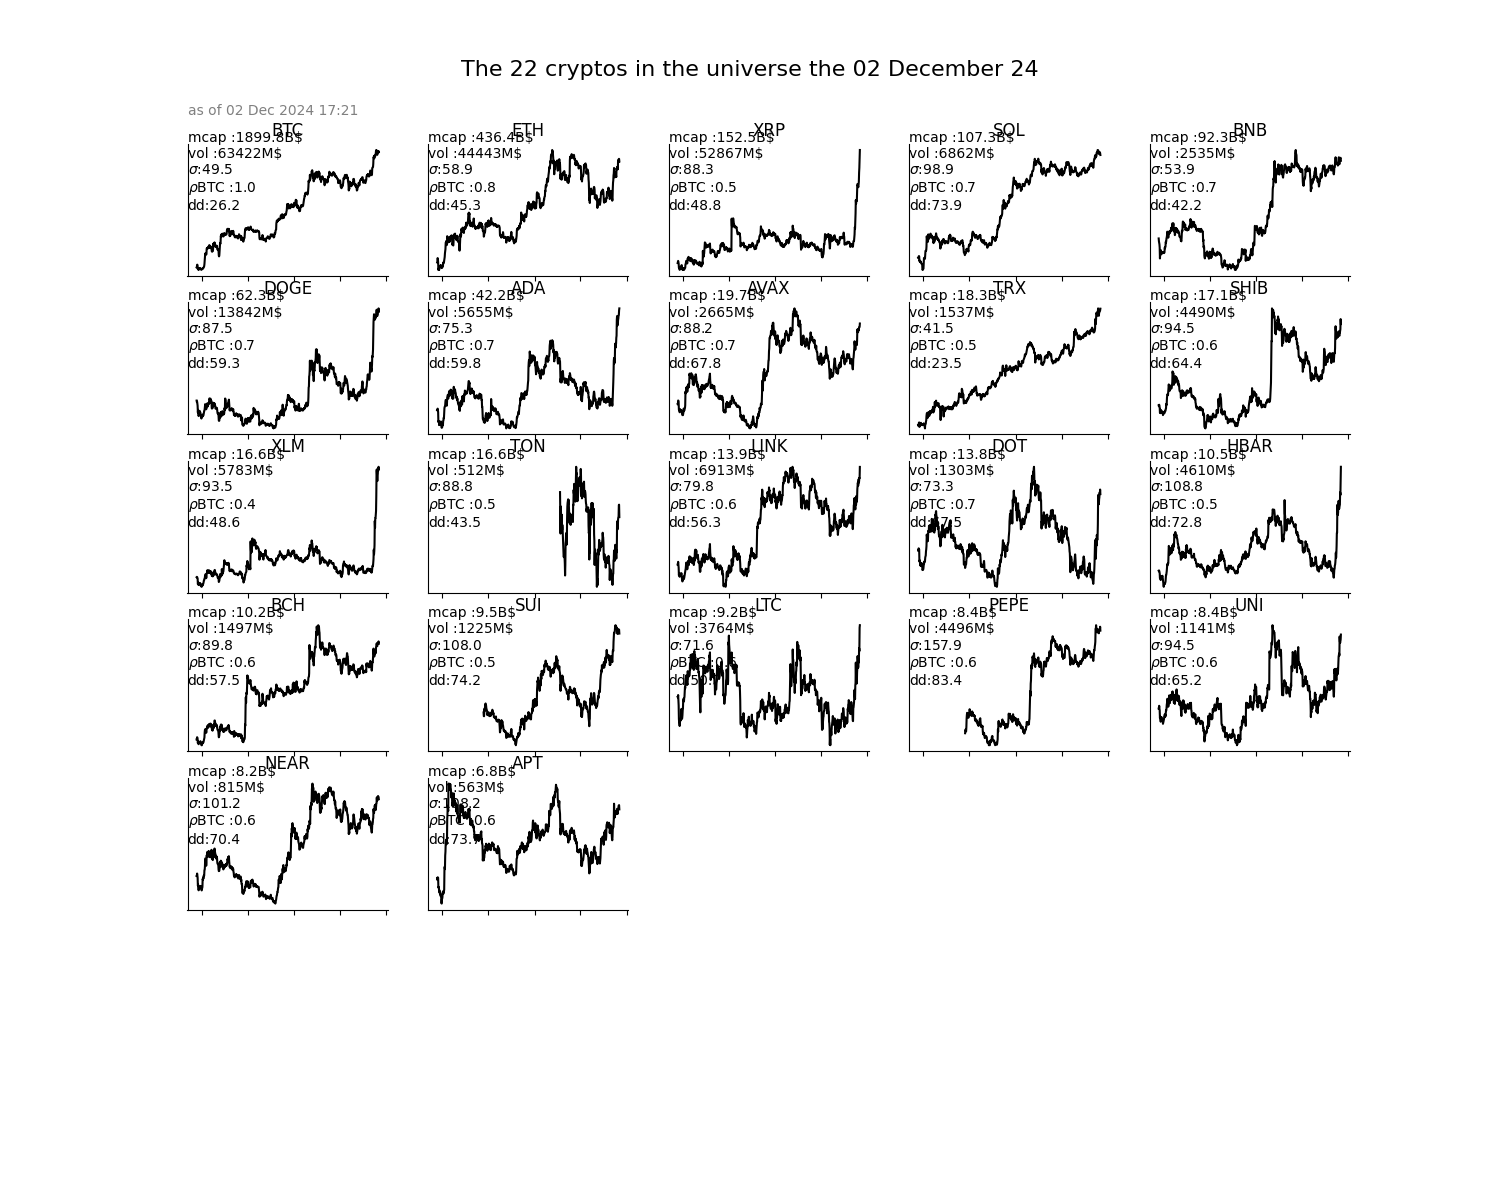 The 22 cryptos in the universe the 02 December 24
as of 02 Dec 2024 17:21
BTC
mcap :1899.8B$
vol :63422M$
σ:49.5
ρBTC :1.0
dd:26.2
ETH
mcap :436.4B$
vol :44443M$
σ:58.9
ρBTC :0.8
dd:45.3
XRP
mcap :152.5B$
vol :52867M$
σ:88.3
ρBTC :0.5
dd:48.8
SOL
mcap :107.3B$
vol :6862M$
σ:98.9
ρBTC :0.7
dd:73.9
BNB
mcap :92.3B$
vol :2535M$
σ:53.9
ρBTC :0.7
dd:42.2
DOGE
mcap :62.3B$
vol :13842M$
σ:87.5
ρBTC :0.7
dd:59.3
ADA
mcap :42.2B$
vol :5655M$
σ:75.3
ρBTC :0.7
dd:59.8
AVAX
mcap :19.7B$
vol :2665M$
σ:88.2
ρBTC :0.7
dd:67.8
TRX
mcap :18.3B$
vol :1537M$
σ:41.5
ρBTC :0.5
dd:23.5
SHIB
mcap :17.1B$
vol :4490M$
σ:94.5
ρBTC :0.6
dd:64.4
XLM
mcap :16.6B$
vol :5783M$
σ:93.5
ρBTC :0.4
dd:48.6
TON
mcap :16.6B$
vol :512M$
σ:88.8
ρBTC :0.5
dd:43.5
LINK
mcap :13.9B$
vol :6913M$
σ:79.8
ρBTC :0.6
dd:56.3
DOT
mcap :13.8B$
vol :1303M$
σ:73.3
ρBTC :0.7
HBAR
mcap :10.5B$
vol :4610M$
σ:108.8
ρBTC :0.5
dd:72.8
BCH
mcap :10.2B$
vol :1497M$
σ:89.8
ρBTC :0.6
dd:57.5
SUI
mcap :9.5B$
vol :1225M$
σ:108.0
ρBTC :0.5
dd:74.2
LTC
mcap :9.2B$
vol :3764M$
σ:71.6
PEPE
mcap :8.4B$
vol :4496M$
σ:157.9
ρBTC :0.6
dd:83.4
UNI
mcap :8.4B$
vol :1141M$
σ:94.5
ρBTC :0.6
dd:65.2
NEAR
mcap :8.2B$
vol :815M$
σ:101.2
ρBTC :0.6
dd:70.4
APT
mcap :6.8B$
vol :563M$
σ:108.2
ρBTC :0.6